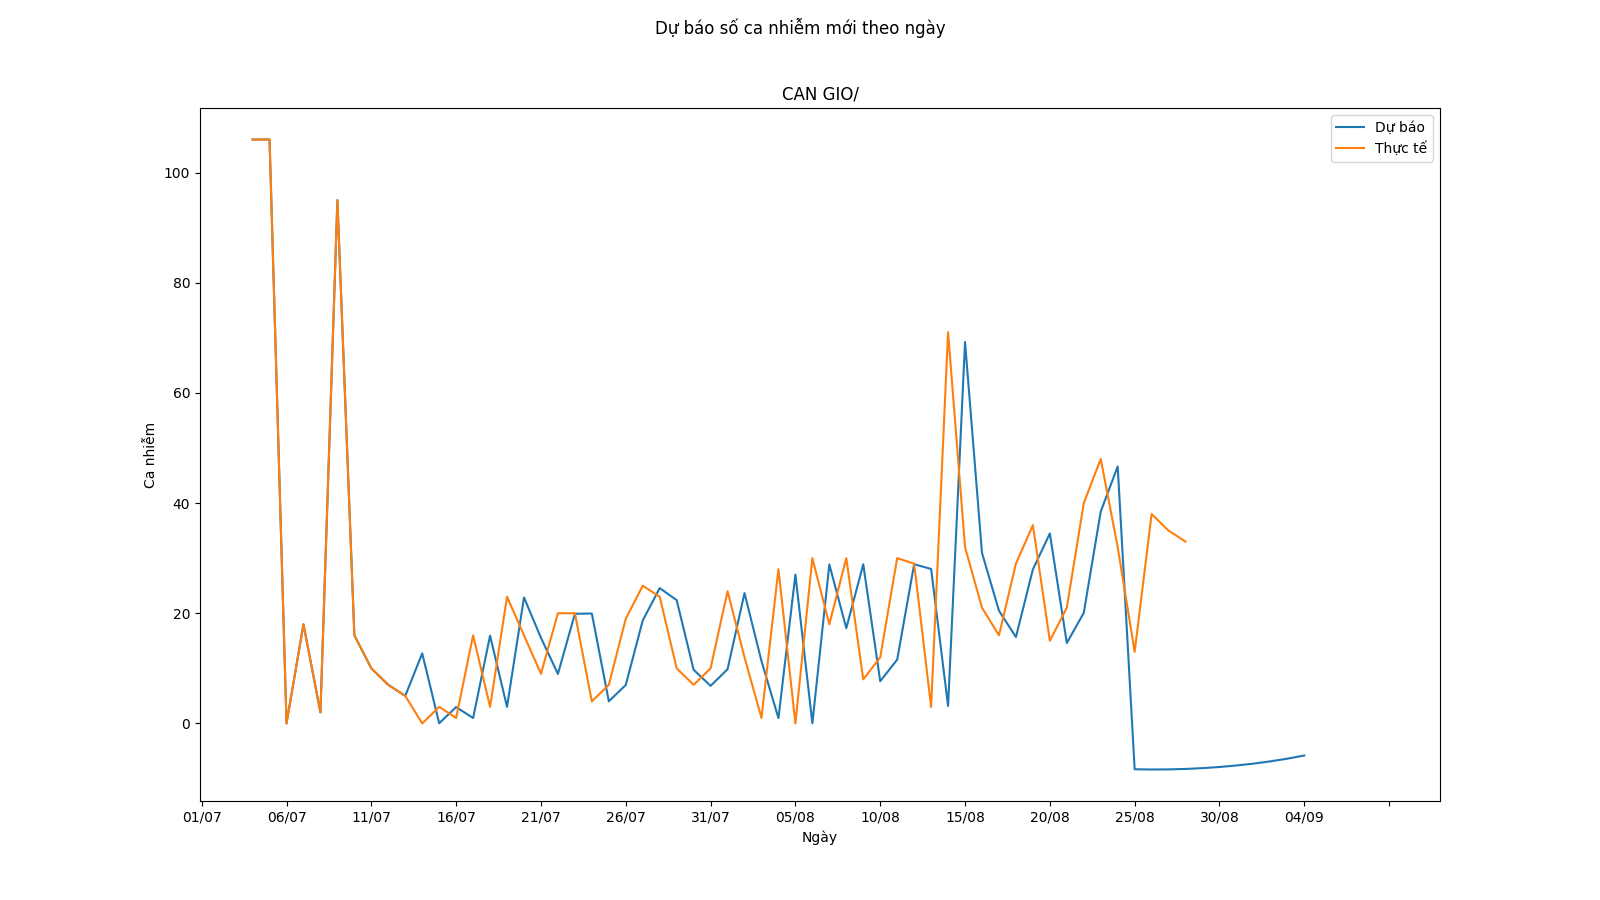 Dự báo số ca nhiễm mới theo ngày
CAN GIO/
Dự báo
Thực tế
100
80
60
40
20
0
Ca nhiễm
01/07 06/07 11/07 16/07 21/07 26/07 31/07 05/08 10/08 15/08 20/08 25/08 30/08 04/09
Ngày